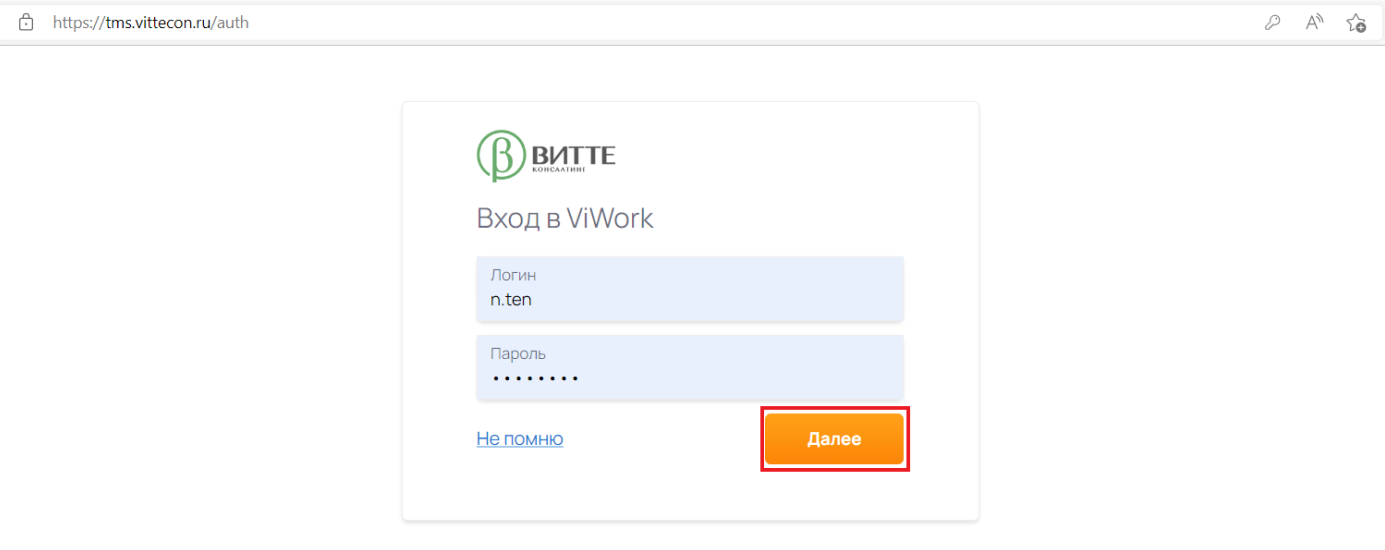 https://tms.vittecon.ru/auth
ВИТТЕ
КОНСАЛТИНГ
Вход в ViWork
Логин
n.ten
Пароль
••••••••
Не помню
Далее